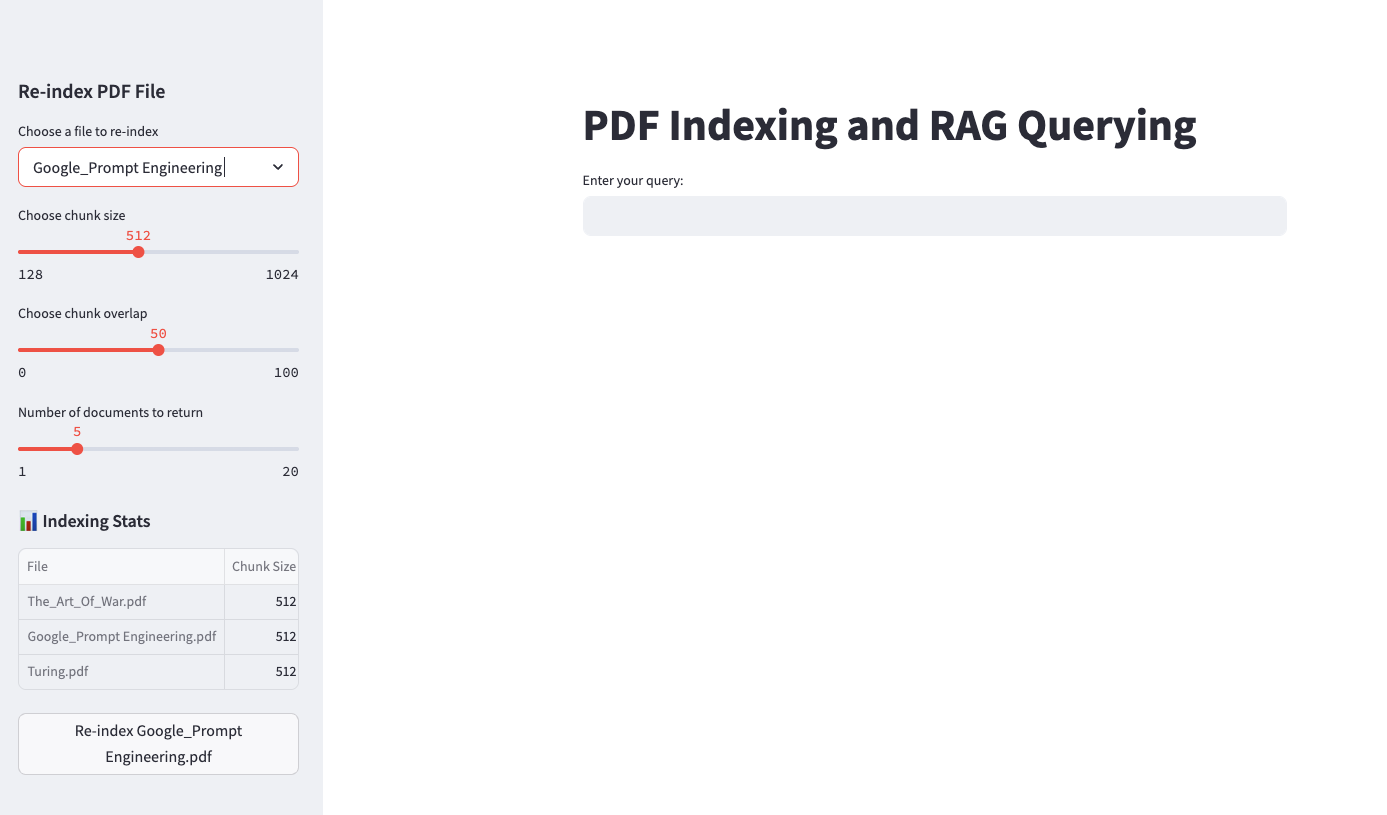 Re-index PDF File
Choose a file to re-index
Google_Prompt Engineering
Choose chunk size
512
128 1024
Choose chunk overlap
50
0 100
Number of documents to return
5
1 20
Indexing Stats
File Chunk Size
The_Art_Of_War.pdf 512
Google_Prompt Engineering.pdf 512
Turing.pdf 512
Re-index Google_Prompt
Engineering.pdf
PDF Indexing and RAG Querying
Enter your query: